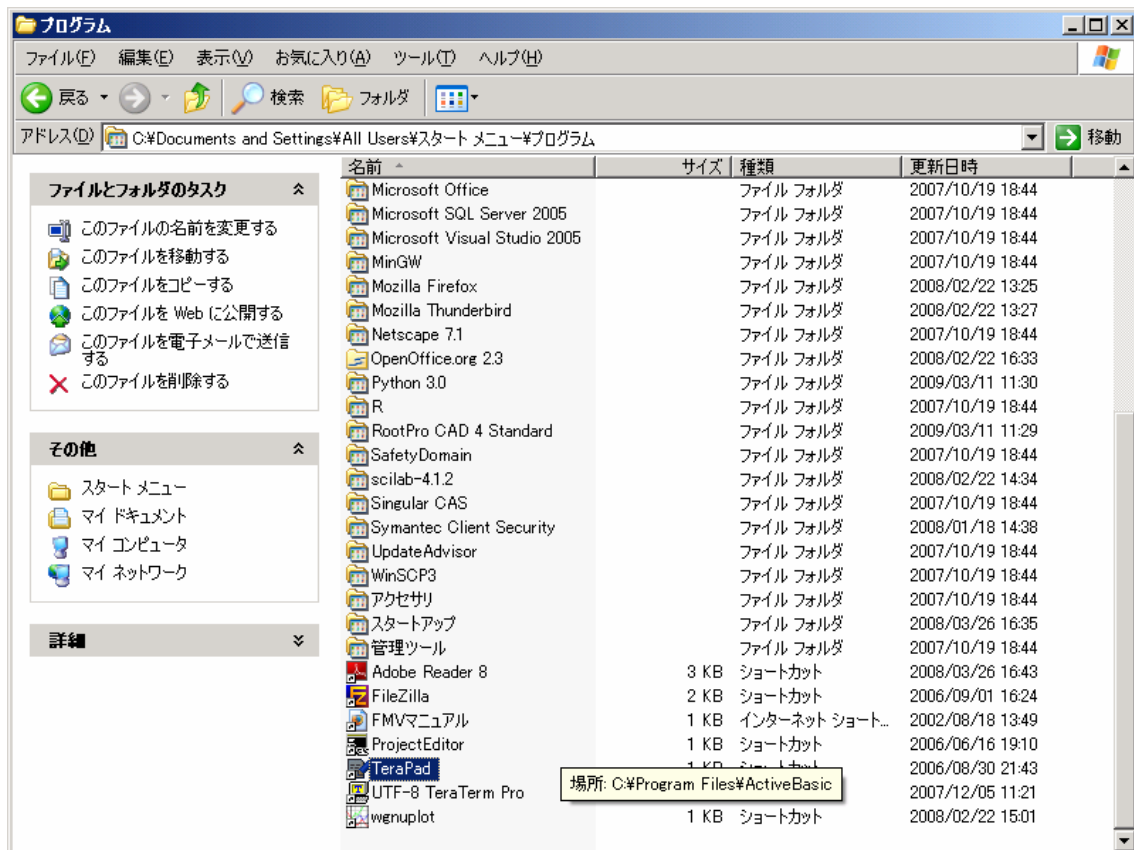 プログラム
ファイル(F) 編集(E) 表示(V) お気に入り(A) ツール(T) ヘルプ(H)
戻る 検索 フォルダ
アドレス(D) C:¥Documents and Settings¥All Users¥スタート メニュー¥プログラム 移動
ファイルとフォルダのタスク
このファイルの名前を変更する
このファイルを移動する
このファイルをコピーする
このファイルを Web に公開する
このファイルを電子メールで送信
する
このファイルを削除する
その他
スタート メニュー
マイ ドキュメント
マイ コンピュータ
マイ ネットワーク
詳細
名前 サイズ 種類 更新日時
Microsoft Office ファイル フォルダ 2007/10/19 18:44
Microsoft SQL Server 2005 ファイル フォルダ 2007/10/19 18:44
Microsoft Visual Studio 2005 ファイル フォルダ 2007/10/19 18:44
MinGW ファイル フォルダ 2007/10/19 18:44
Mozilla Firefox ファイル フォルダ 2008/02/22 13:25
Mozilla Thunderbird ファイル フォルダ 2008/02/22 13:27
Netscape 7.1 ファイル フォルダ 2007/10/19 18:44
OpenOffice.org 2.3 ファイル フォルダ 2008/02/22 16:33
Python 3.0 ファイル フォルダ 2009/03/11 11:30
R ファイル フォルダ 2007/10/19 18:44
RootPro CAD 4 Standard ファイル フォルダ 2009/03/11 11:29
SafetyDomain ファイル フォルダ 2007/10/19 18:44
scilab-4.1.2 ファイル フォルダ 2008/02/22 14:34
Singular CAS ファイル フォルダ 2007/10/19 18:44
Symantec Client Security ファイル フォルダ 2008/01/18 14:38
UpdateAdvisor ファイル フォルダ 2007/10/19 18:44
WinSCP3 ファイル フォルダ 2007/10/19 18:44
アクセサリ ファイル フォルダ 2007/10/19 18:44
スタートアップ ファイル フォルダ 2008/03/26 16:35
管理ツール ファイル フォルダ 2007/10/19 18:44
Adobe Reader 8 3 KB ショートカット 2008/03/26 16:43
FileZilla 2 KB ショートカット 2006/09/01 16:24
FMVマニュアル 1 KB インターネット ショート... 2002/08/18 13:49
ProjectEditor 1 KB ショートカット 2006/06/16 19:10
TeraPad 2006/08/30 21:43
場所: C:¥Program Files¥ActiveBasic
UTF-8 TeraTerm Pro 2007/12/05 11:21
wgnuplot 1 KB ショートカット 2008/02/22 15:01